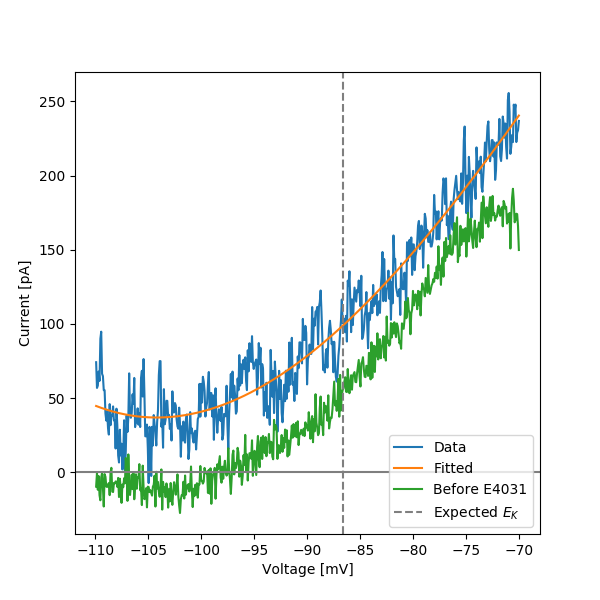 250
200
150
100
50
0
Current [pA]
Data
Fitted
Before E4031
Expected $E_K$
−110
−105
−100
−95
−90
−85
−80
−75
−70
Voltage [mV]